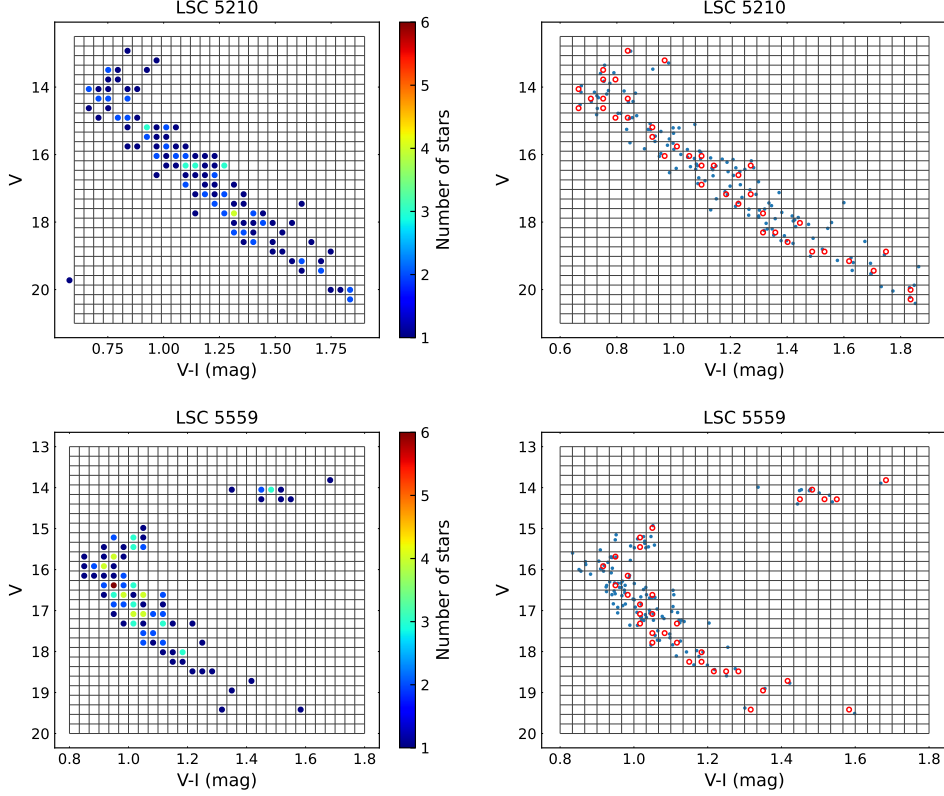 LSC 5210
V
14
16
18
20
0.75 1.00 1.25 1.50 1.75
V-I (mag)
6
5
4
3
2
1
Number of stars
LSC 5210
V
14
16
18
20
0.6 0.8 1.0 1.2 1.4 1.6 1.8
V-I (mag)
LSC 5559
V
13
14
15
16
17
18
19
20
0.8 1.0 1.2 1.4 1.6 1.8
V-I (mag)
6
5
4
3
2
1
Number of stars
LSC 5559
V
13
14
15
16
17
18
19
20
0.8 1.0 1.2 1.4 1.6 1.8
V-I (mag)